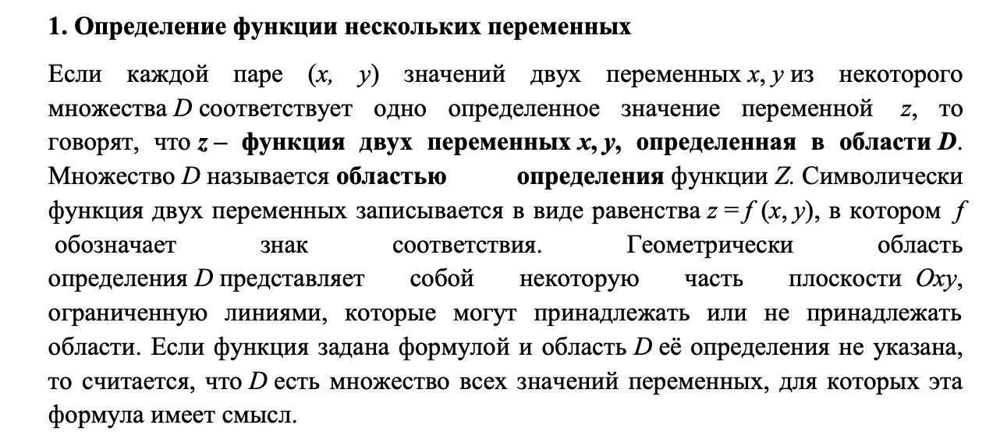 1. Определение функции нескольких переменных
Если каждой паре (x, y) значений двух переменных x, y из некоторого
множества D соответствует одно определенное значение переменной z, то
говорят, что z – функция двух переменных x, y, определенная в области D.
Множество D называется областью определения функции Z. Символически
функция двух переменных записывается в виде равенства z = f (x, y), в котором f
обозначает знак соответствия. Геометрически область
определения D представляет собой некоторую часть плоскости Oxy,
ограниченную линиями, которые могут принадлежать или не принадлежать
области. Если функция задана формулой и область D её определения не указана,
то считается, что D есть множество всех значений переменных, для которых эта
формула имеет смысл.